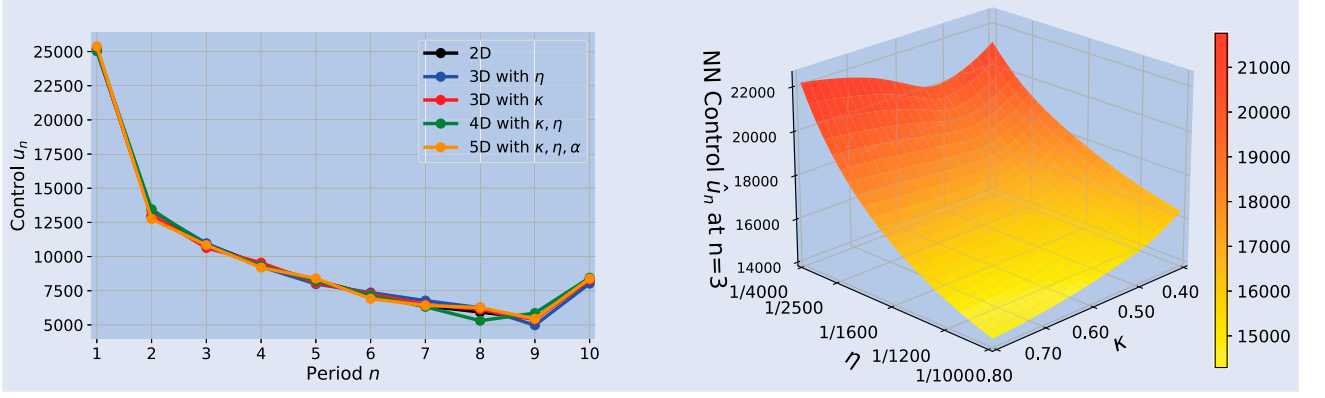 25000
22500
20000
17500
15000
12500
10000
7500
5000
Control uₙ
1 2 3 4 5 6 7 8 9 10
Period n
2D
3D with η
3D with κ
4D with κ, η
5D with κ, η, α
NN Control ûₙ at n=3
22000
20000
18000
16000
14000
1/4000
1/2500
1/1600
1/1200
1/1000
η
0.80
0.70
0.60
0.50
0.40
κ
21000
20000
19000
18000
17000
16000
15000